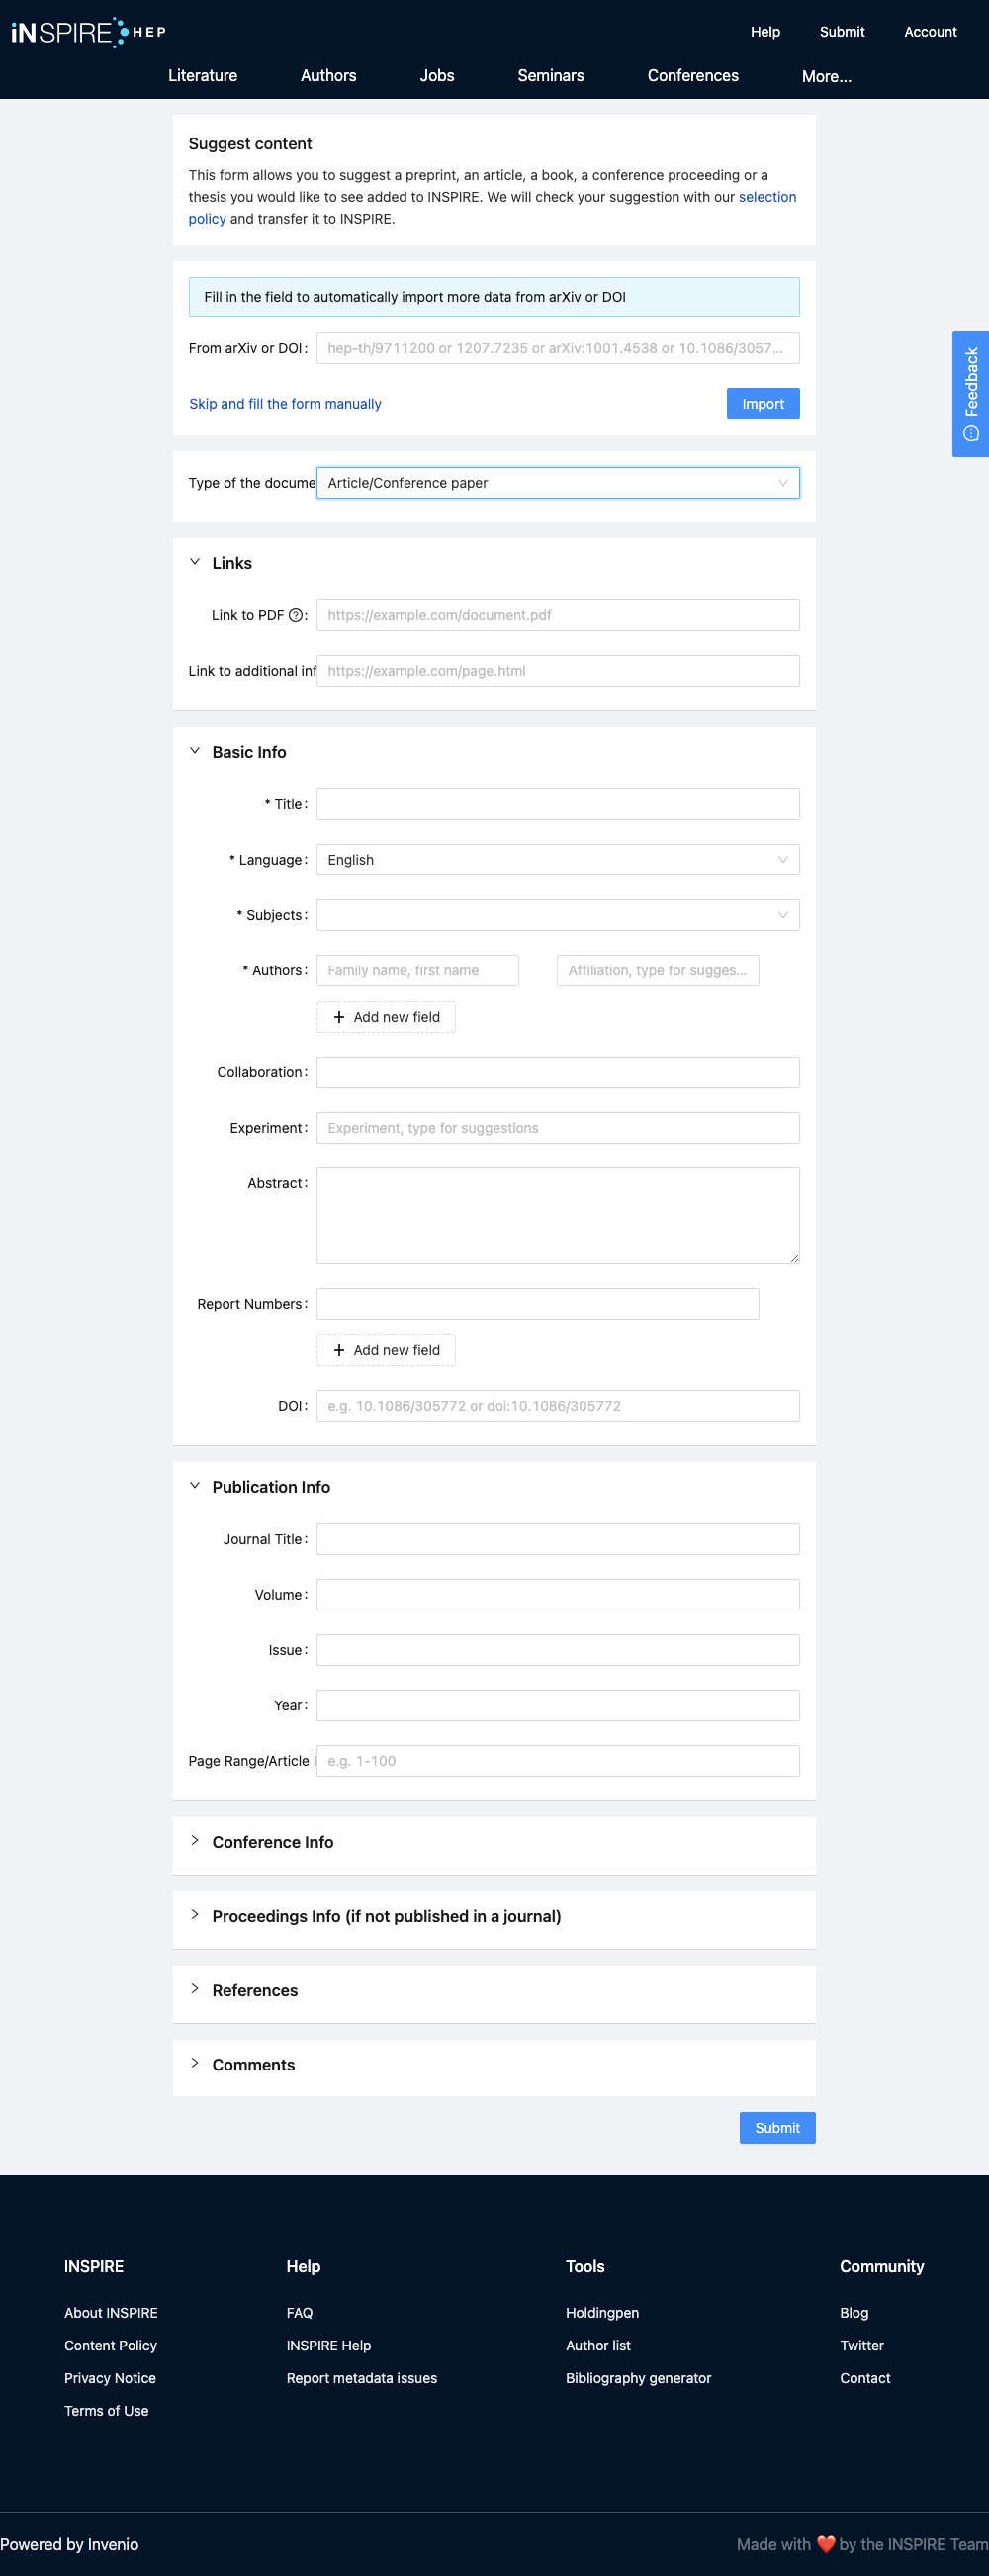 iNSPIRE HEP
Help
Submit
Account
Literature
Authors
Jobs
Seminars
Conferences
More...
Suggest content
This form allows you to suggest a preprint, an article, a book, a conference proceeding or a
thesis you would like to see added to INSPIRE. We will check your suggestion with our selection
policy and transfer it to INSPIRE.
Fill in the field to automatically import more data from arXiv or DOI
From arXiv or DOI :
hep-th/9711200 or 1207.7235 or arXiv:1001.4538 or 10.1086/3057...
Feedback
Skip and fill the form manually
Import
Type of the docume
Article/Conference paper
Links
Link to PDF :
https://example.com/document.pdf
Link to additional inf
https://example.com/page.html
Basic Info
* Title :
* Language :
English
* Subjects :
* Authors :
Family name, first name
Affiliation, type for sugges...
+ Add new field
Collaboration :
Experiment :
Experiment, type for suggestions
Abstract :
Report Numbers :
+ Add new field
DOI :
e.g. 10.1086/305772 or doi:10.1086/305772
Publication Info
Journal Title :
Volume :
Issue :
Year :
Page Range/Article I
e.g. 1-100
Conference Info
Proceedings Info (if not published in a journal)
References
Comments
Submit
INSPIRE
About INSPIRE
Content Policy
Privacy Notice
Terms of Use
Help
FAQ
INSPIRE Help
Report metadata issues
Tools
Holdingpen
Author list
Bibliography generator
Community
Blog
Twitter
Contact
Powered by Invenio
Made with ❤️ by the INSPIRE Team